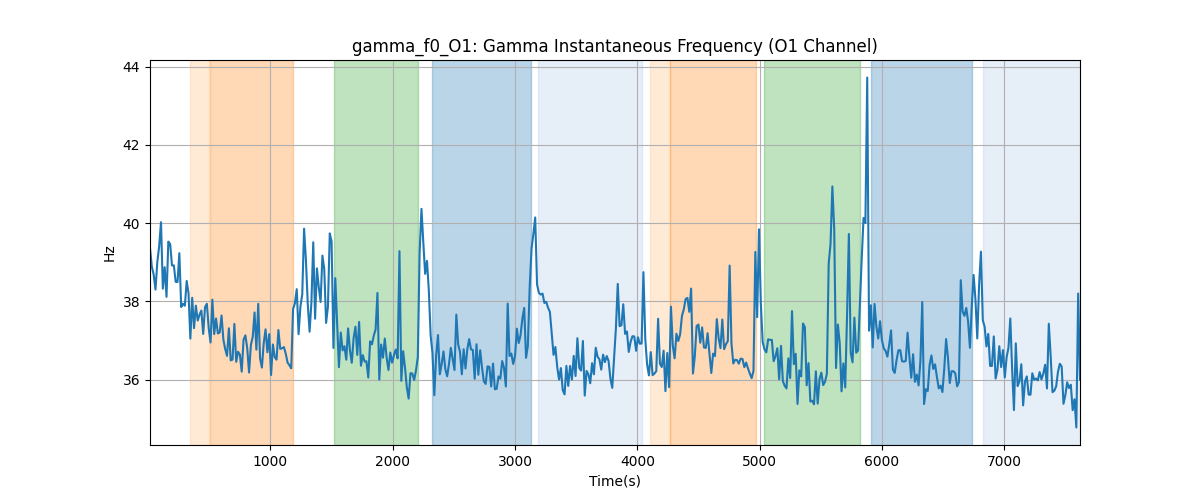 gamma_f0_O1: Gamma Instantaneous Frequency (O1 Channel)
44
42
40
38
36
Hz
1000 2000 3000 4000 5000 6000 7000
Time(s)